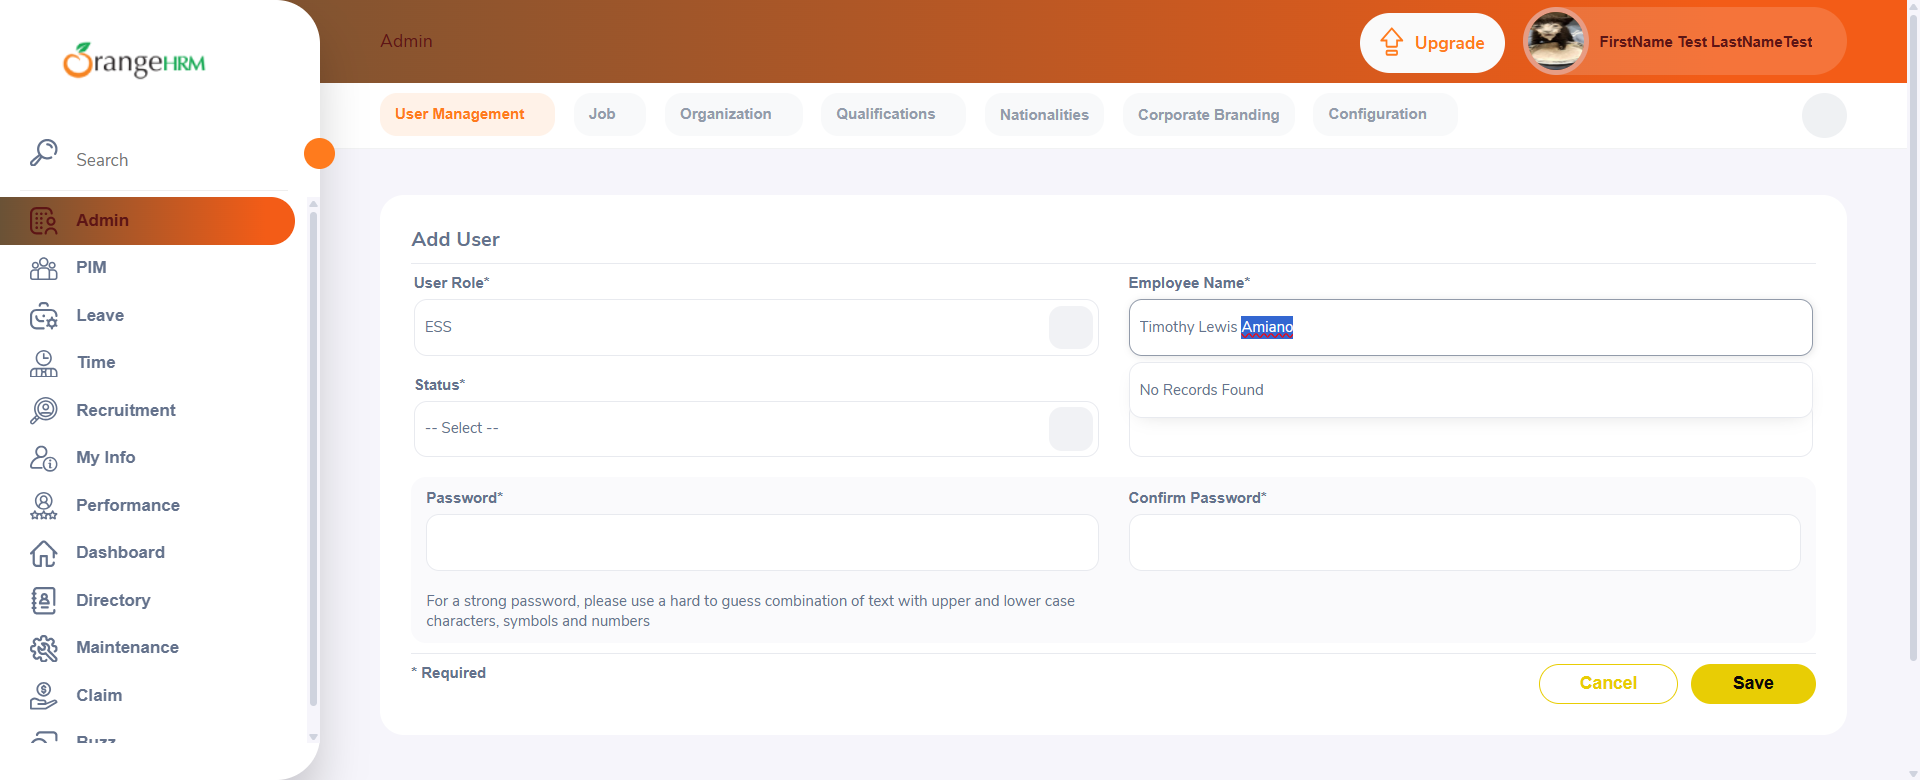 OrangeHRM
Admin
Upgrade
FirstName Test LastNameTest
User Management
Job
Organization
Qualifications
Nationalities
Corporate Branding
Configuration
Search
Admin
PIM
Leave
Time
Recruitment
My Info
Performance
Dashboard
Directory
Maintenance
Claim
Buzz
Add User
User Role*
ESS
Employee Name*
Timothy Lewis Amiano
No Records Found
Status*
-- Select --
Password*
Confirm Password*
For a strong password, please use a hard to guess combination of text with upper and lower case
characters, symbols and numbers
* Required
Cancel
Save